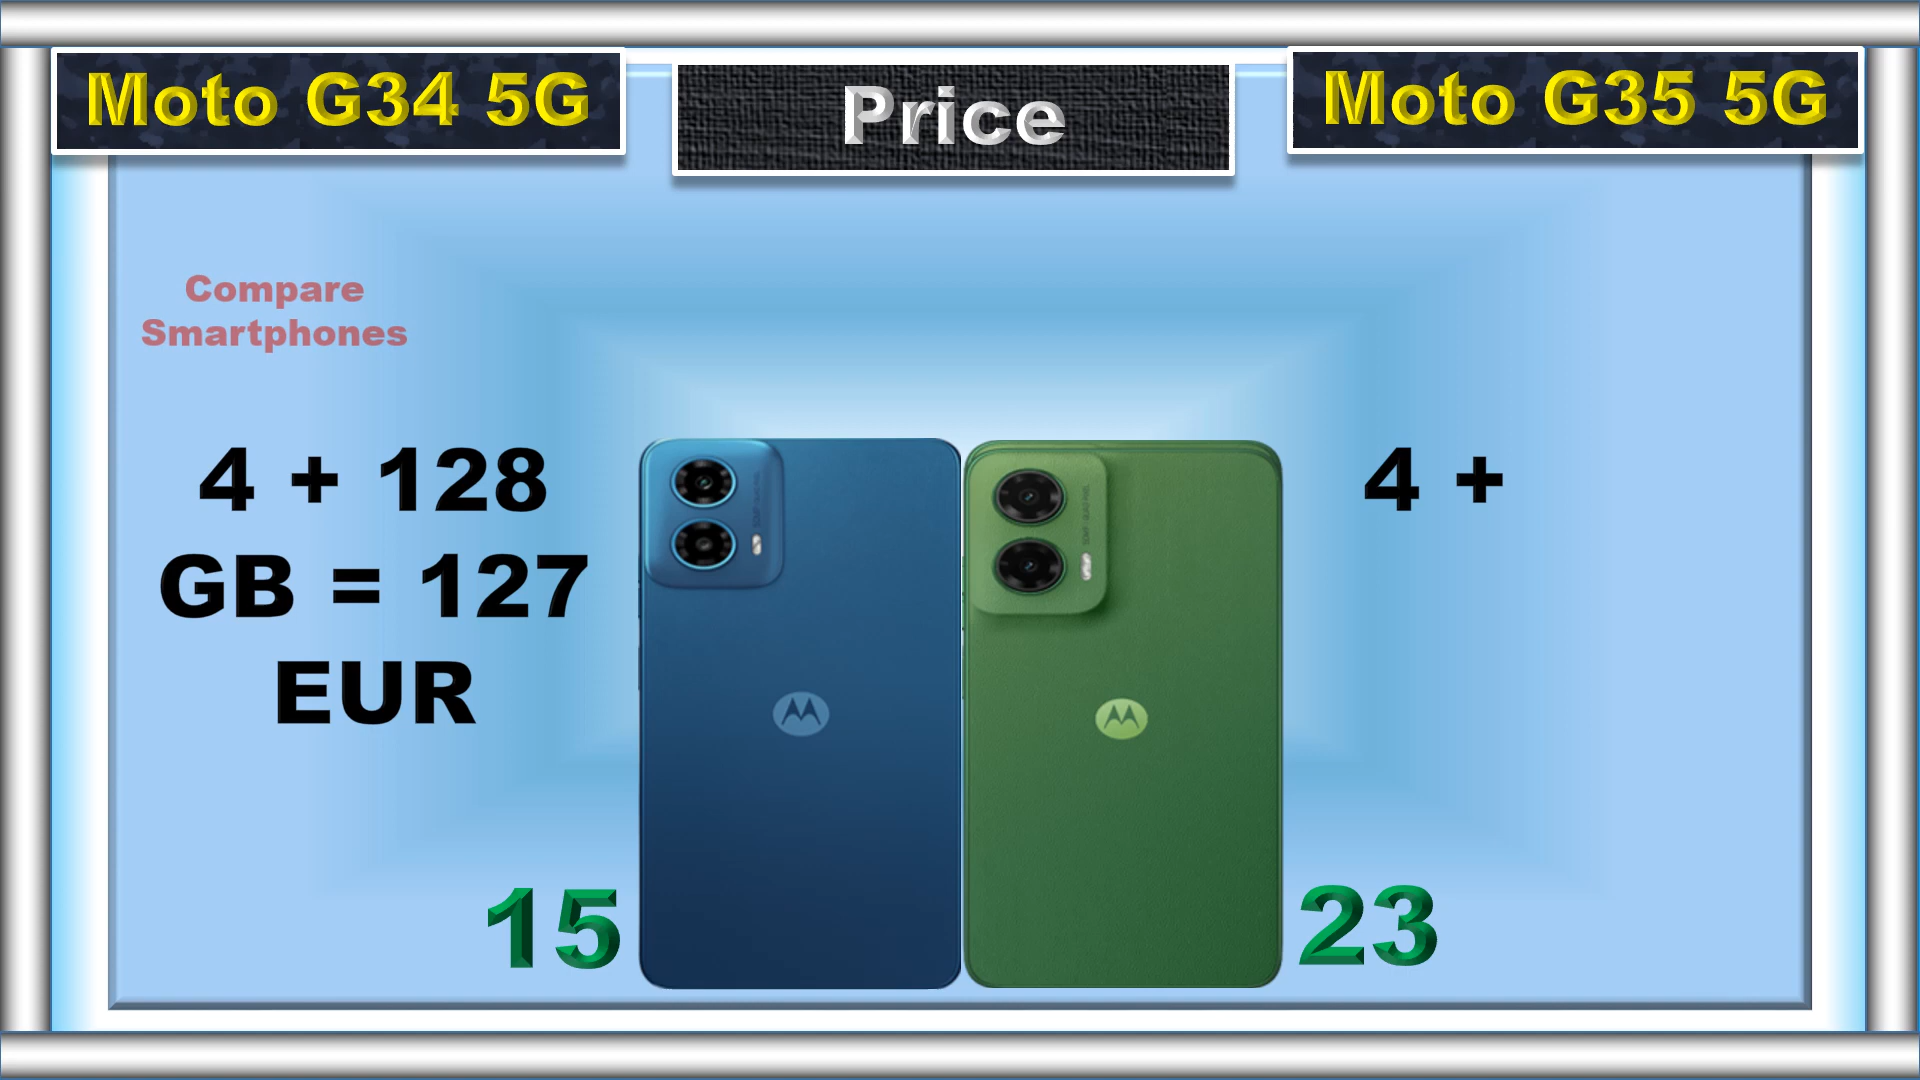 Moto G34 5G
Price
Moto G35 5G
Compare
Smartphones
4 + 128
GB = 127
EUR
4 +
15
23